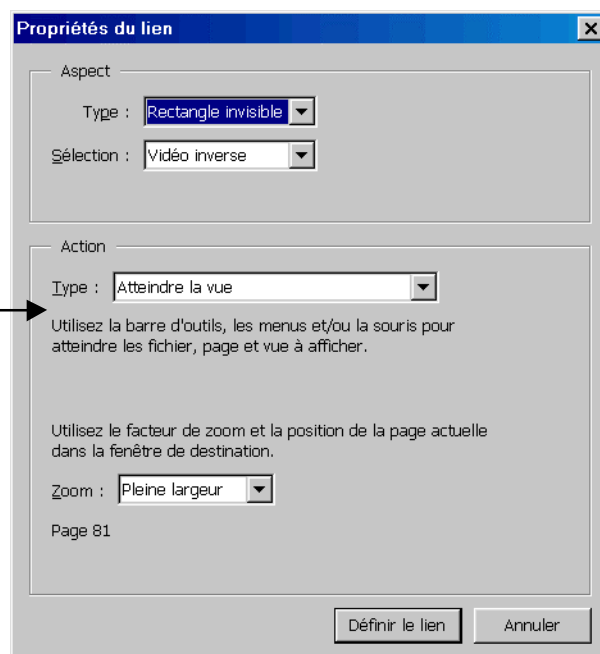 Propriétés du lien
Aspect
Type : Rectangle invisible
Sélection : Vidéo inverse
Action
Type : Atteindre la vue
Utilisez la barre d'outils, les menus et/ou la souris pour
atteindre les fichier, page et vue à afficher.
Utilisez le facteur de zoom et la position de la page actuelle
dans la fenêtre de destination.
Zoom : Pleine largeur
Page 81
Définir le lien Annuler